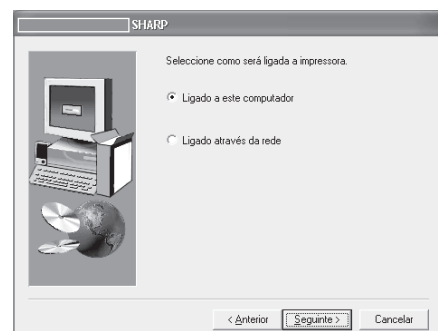 SHARP
Seleccione como será ligada a impressora.
Ligado a este computador
Ligado através da rede
< Anterior
Seguinte >
Cancelar